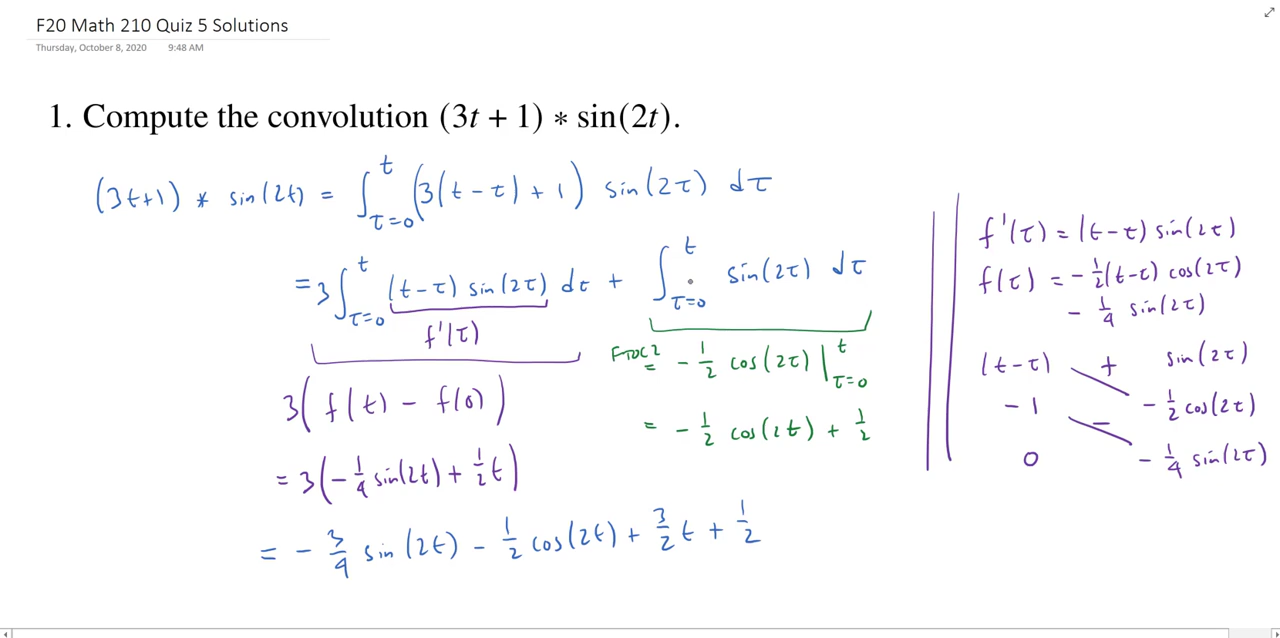 F20 Math 210 Quiz 5 Solutions
Thursday, October 8, 2020 9:48 AM
1. Compute the convolution (3t + 1) ∗ sin(2t).
(3t+1) * sin(2t) = ∫_{τ=0}^{t} (3(t-τ)+1) sin(2τ) dτ
= 3 ∫_{τ=0}^{t} (t-τ) sin(2τ) dτ + ∫_{τ=0}^{t} sin(2τ) dτ
f'(τ)
FTOC2 = - 1/2 cos(2τ) |_{τ=0}^{t}
3( f(t) - f(0) )
= - 1/2 cos(2t) + 1/2
= 3( - 1/4 sin(2t) + 1/2 t )
= - 3/4 sin(2t) - 1/2 cos(2t) + 3/2 t + 1/2
f'(τ) = (t-τ) sin(2τ)
f(τ) = - 1/2 (t-τ) cos(2τ)
- 1/4 sin(2τ)
(t-τ) + sin(2τ)
-1 - - 1/2 cos(2τ)
0 - 1/4 sin(2τ)